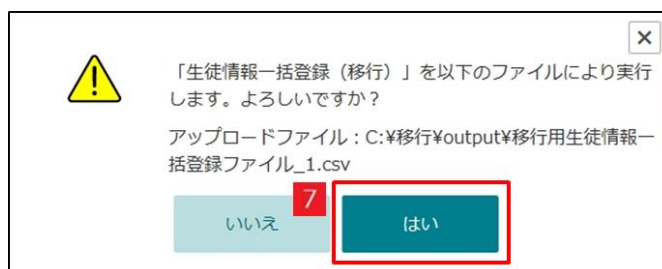 「生徒情報一括登録（移行）」を以下のファイルにより実行
します。よろしいですか？
アップロードファイル：C:¥移行¥output¥移行用生徒情報一
括登録ファイル_1.csv
7
いいえ
はい